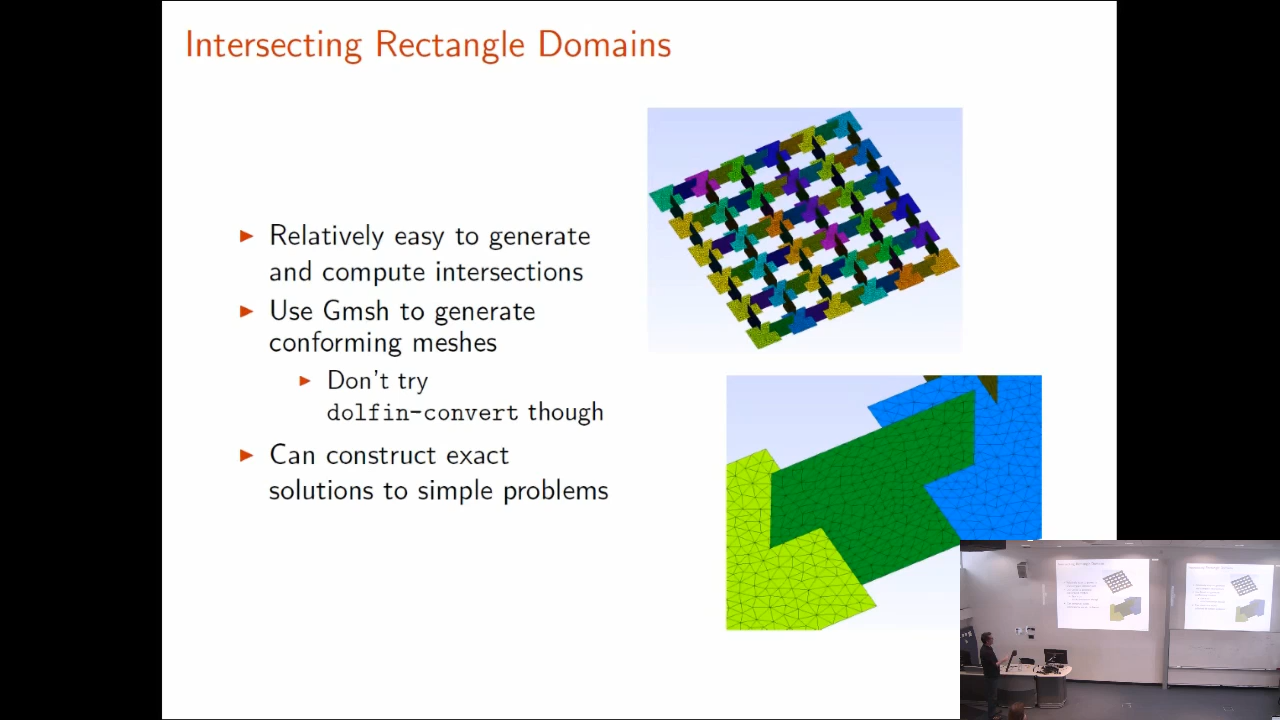 Intersecting Rectangle Domains
Relatively easy to generate
and compute intersections
Use Gmsh to generate
conforming meshes
Don't try
dolfin-convert though
Can construct exact
solutions to simple problems